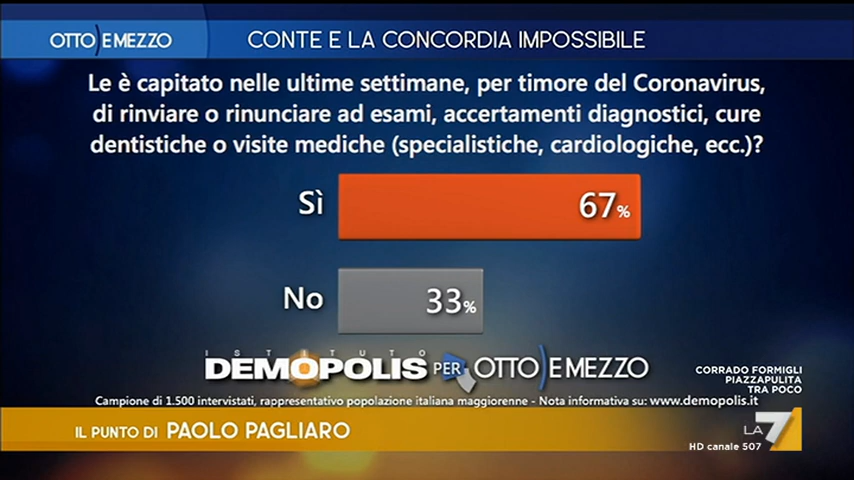 OTTO E MEZZO
CONTE E LA CONCORDIA IMPOSSIBILE
Le è capitato nelle ultime settimane, per timore del Coronavirus,
di rinviare o rinunciare ad esami, accertamenti diagnostici, cure
dentistiche o visite mediche (specialistiche, cardiologiche, ecc.)?
Sì
67%
No
33%
ISTITUTO
DEMOPOLIS PER OTTO E MEZZO
CORRADO FORMIGLI
PIAZZAPULITA
TRA POCO
Campione di 1.500 intervistati, rappresentativo popolazione italiana maggiorenne - Nota informativa su: www.demopolis.it
IL PUNTO DI PAOLO PAGLIARO
LA 7
HD canale 507